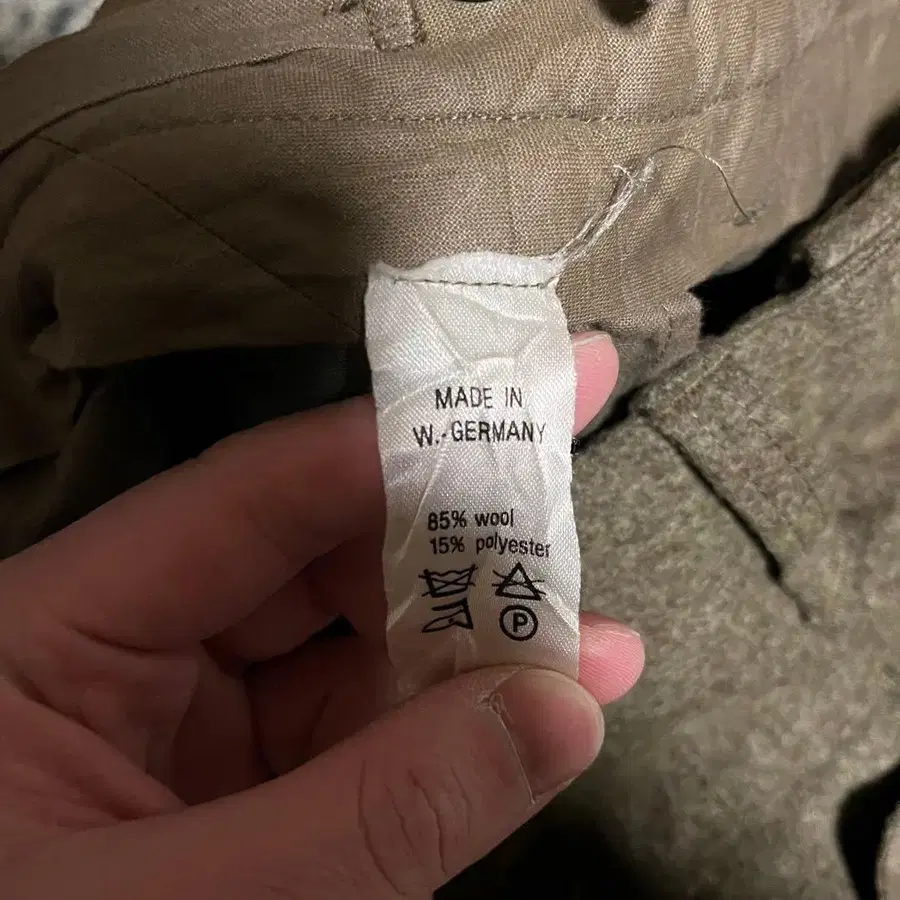 MADE IN
W.-GERMANY
85% wool
15% polyester
P